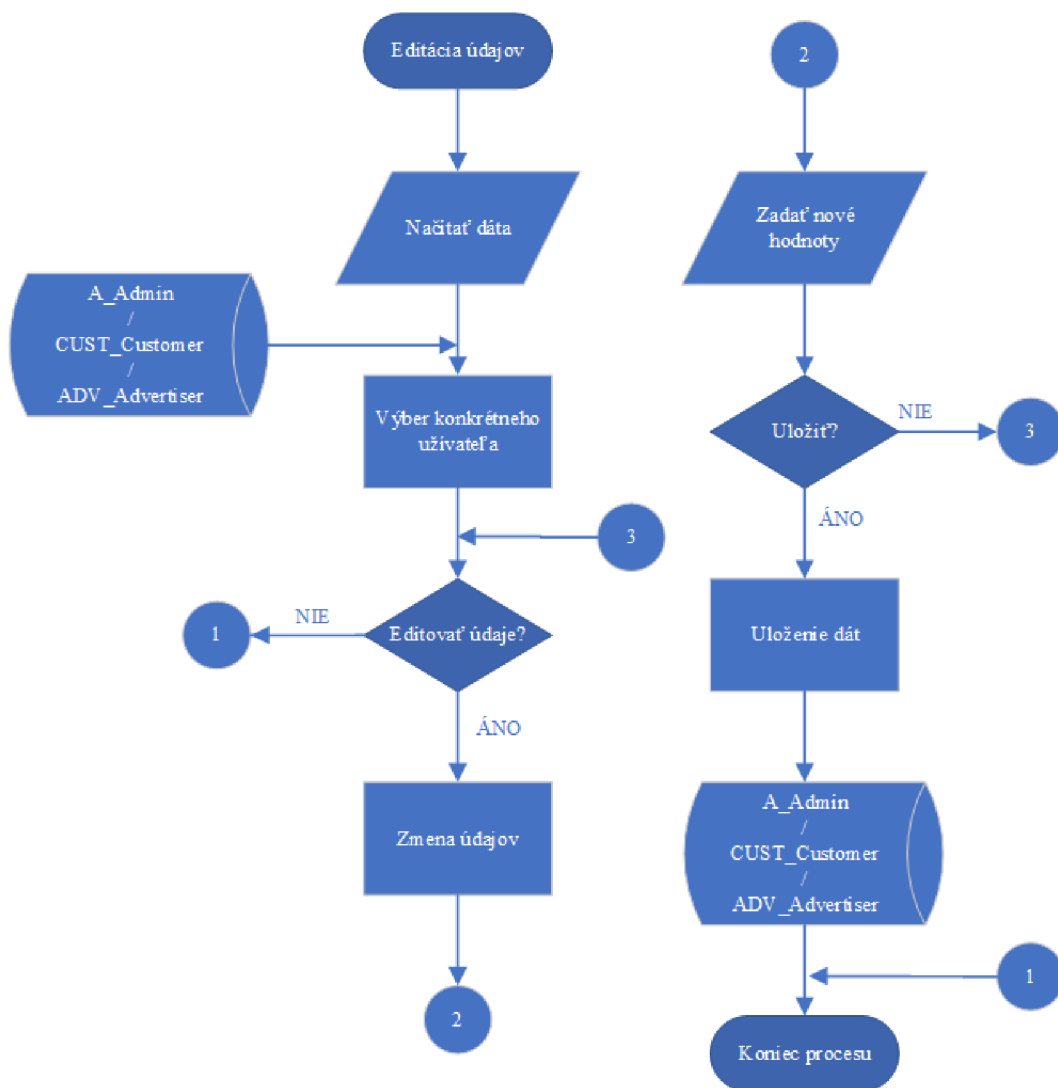 Editácia údajov
Načítať dáta
A_Admin
/
CUST_Customer
/
ADV_Advertiser
Výber konkrétneho
užívateľa
3
Editovať údaje?
NIE
1
ÁNO
Zmena údajov
2
2
Zadať nové
hodnoty
Uložiť?
NIE
3
ÁNO
Uloženie dát
A_Admin
/
CUST_Customer
/
ADV_Advertiser
1
Koniec procesu